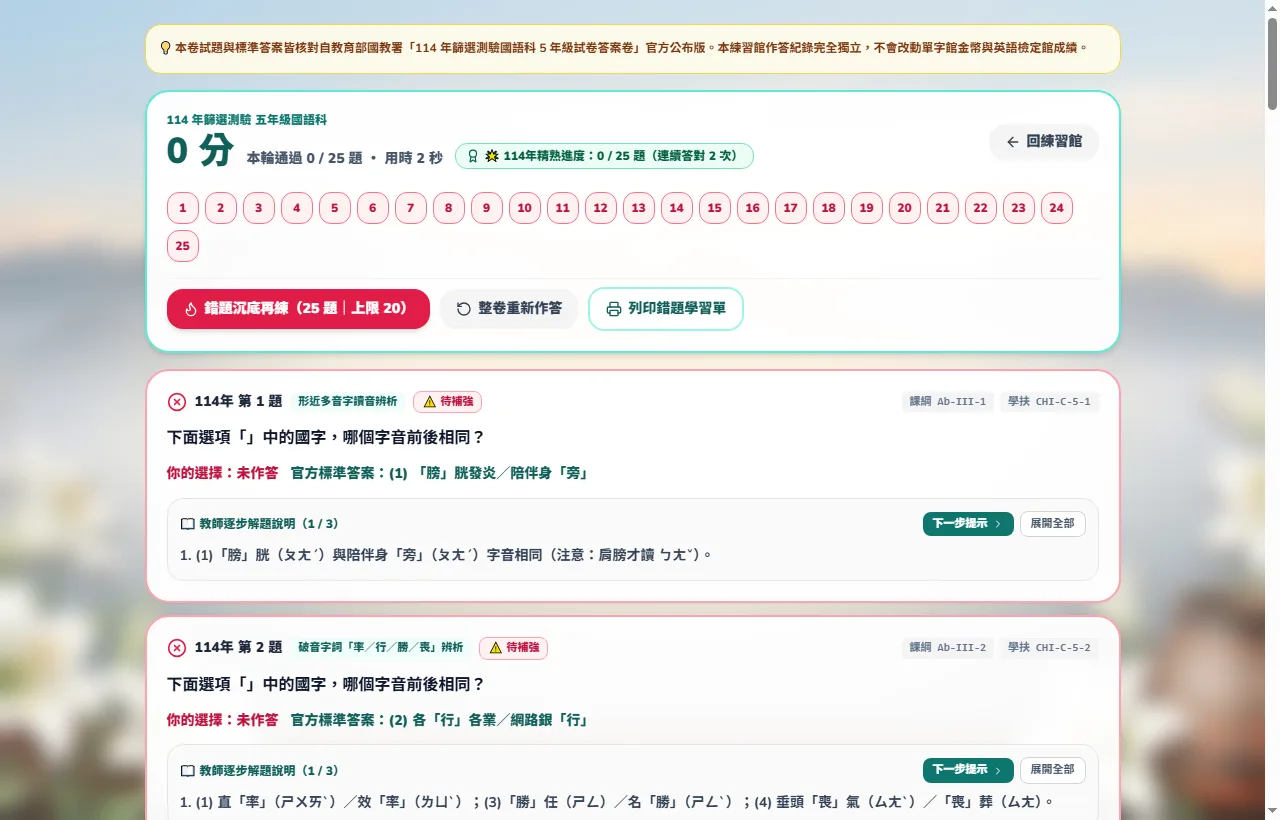 💡 本卷試題與標準答案皆核對自教育部國教署「114 年篩選測驗國語科 5 年級試卷答案卷」官方公布版。本練習館作答紀錄完全獨立，不會改動單字館金幣與英語檢定館成績。
114 年篩選測驗 五年級國語科
0 分 本輪通過 0 / 25 題 • 用時 2 秒 114年精熟進度：0 / 25 題（連續答對 2 次）
← 回練習館
1 2 3 4 5 6 7 8 9 10 11 12 13 14 15 16 17 18 19 20 21 22 23 24
25
錯題沉底再練（25 題｜上限 20） 整卷重新作答 列印錯題學習單
114年 第 1 題 形近多音字讀音辨析 ⚠️ 待補強 課綱 Ab-III-1 學扶 CHI-C-5-1
下面選項「」中的國字，哪個字音前後相同？
你的選擇：未作答 官方標準答案：(1) 「膀」胱發炎／陪伴身「旁」
教師逐步解題說明（1 / 3） 下一步提示 展開全部
1. (1)「膀」胱（ㄆㄤˊ）與陪伴身「旁」（ㄆㄤˊ）字音相同（注意：肩膀才讀 ㄅㄤˇ）。
114年 第 2 題 破音字詞「率／行／勝／喪」辨析 ⚠️ 待補強 課綱 Ab-III-2 學扶 CHI-C-5-2
下面選項「」中的國字，哪個字音前後相同？
你的選擇：未作答 官方標準答案：(2) 各「行」各業／網路銀「行」
教師逐步解題說明（1 / 3） 下一步提示 展開全部
1. (1) 直「率」（ㄕㄨㄞˋ）／效「率」（ㄌㄩˋ）；(3)「勝」任（ㄕㄥ）／名「勝」（ㄕㄥˋ）；(4) 垂頭「喪」氣（ㄙㄤˋ）／「喪」葬（ㄙㄤ）。